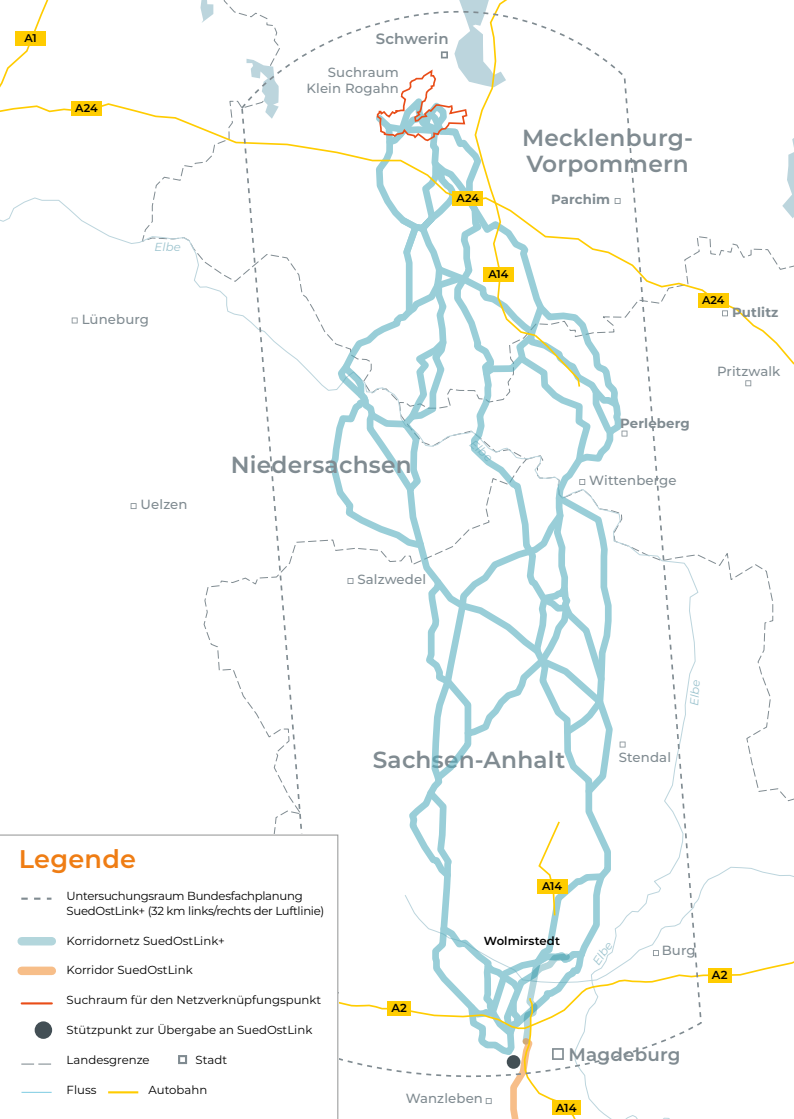 A1
Schwerin
Suchraum
Klein Rogahn
A24
Mecklenburg-
Vorpommern
A24
Parchim
Elbe
A14
A24
Putlitz
Lüneburg
Pritzwalk
Perleberg
Elbe
Niedersachsen
Wittenberge
Uelzen
Salzwedel
Elbe
Stendal
Sachsen-Anhalt
A14
Wolmirstedt
Elbe
Burg
A2
A2
Magdeburg
Wanzleben
A14
Legende
Untersuchungsraum Bundesfachplanung
SuedOstLink+ (32 km links/rechts der Luftlinie)
Korridornetz SuedOstLink+
Korridor SuedOstLink
Suchraum für den Netzverknüpfungspunkt
Stützpunkt zur Übergabe an SuedOstLink
Landesgrenze Stadt
Fluss Autobahn